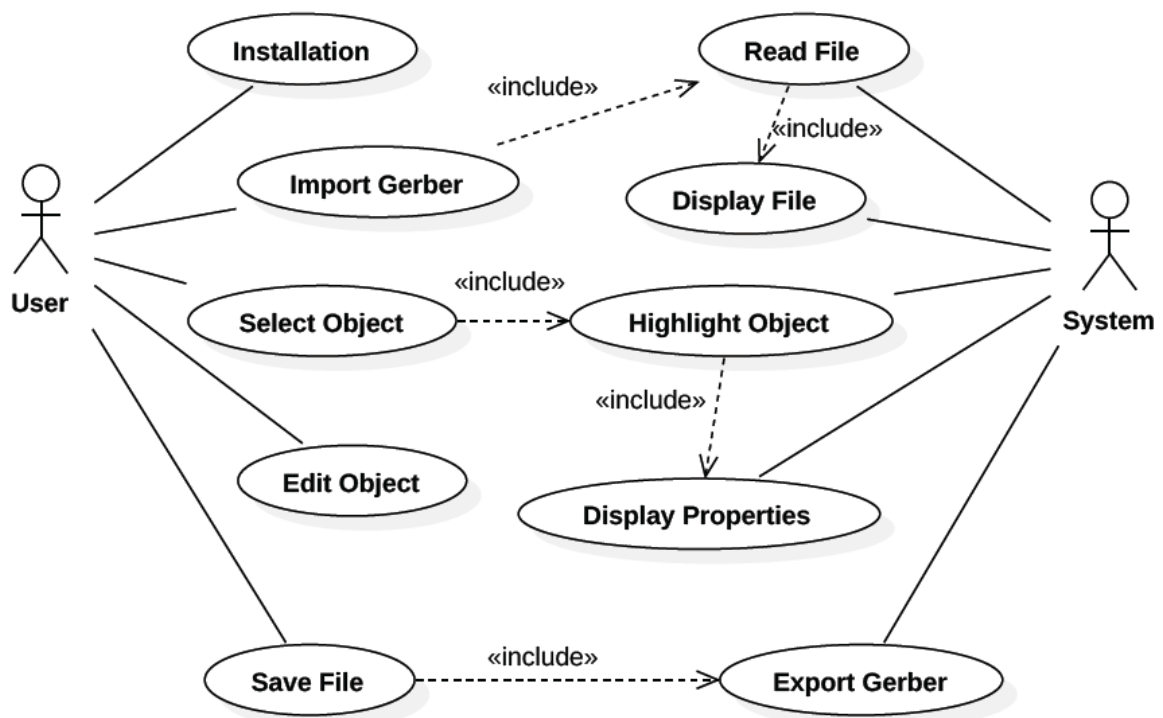 Installation
Read File
«include»
«include»
Import Gerber
Display File
User
«include»
Select Object
Highlight Object
System
«include»
Edit Object
Display Properties
«include»
Save File
Export Gerber